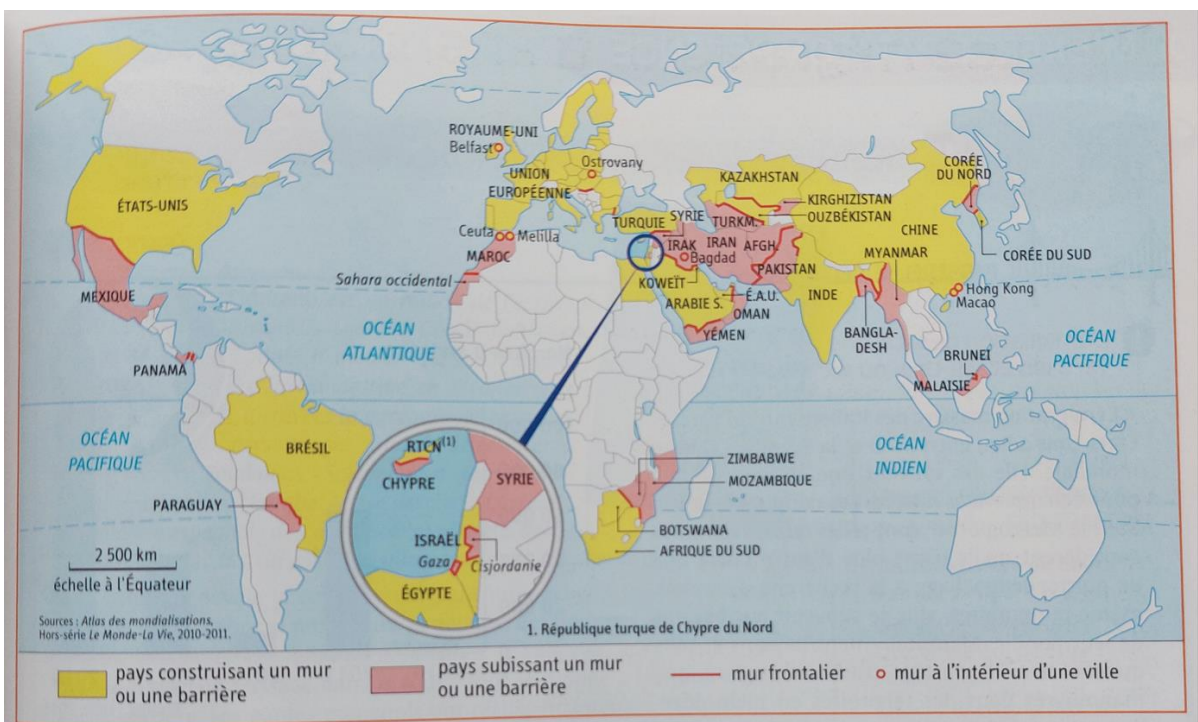 ROYAUME-UNI
Belfast
Ostrovany
UNION
EUROPÉENNE
ÉTATS-UNIS
MEXIQUE
PANAMÁ
OCÉAN
ATLANTIQUE
OCÉAN
PACIFIQUE
BRÉSIL
PARAGUAY
Ceuta
Melilla
MAROC
Sahara occidental
TURQUIE
SYRIE
IRAK
Bagdad
IRAN
TURKM.
AFGH.
PAKISTAN
KOWEÏT
ARABIE S.
É.A.U.
OMAN
YÉMEN
KAZAKHSTAN
KIRGHIZISTAN
OUZBÉKISTAN
CORÉE
DU NORD
CHINE
CORÉE DU SUD
MYANMAR
INDE
BANGLA-
DESH
Hong Kong
Macao
BRUNEI
MALAISIE
OCÉAN
PACIFIQUE
OCÉAN
INDIEN
ZIMBABWE
MOZAMBIQUE
BOTSWANA
AFRIQUE DU SUD
RTCN(1)
CHYPRE
SYRIE
ISRAËL
Gaza
Cisjordanie
ÉGYPTE
2 500 km
échelle à l'Équateur
Sources : Atlas des mondialisations,
Hors-série Le Monde-La Vie, 2010-2011.
1. République turque de Chypre du Nord
pays construisant un mur
ou une barrière
pays subissant un mur
ou une barrière
mur frontalier
mur à l'intérieur d'une ville